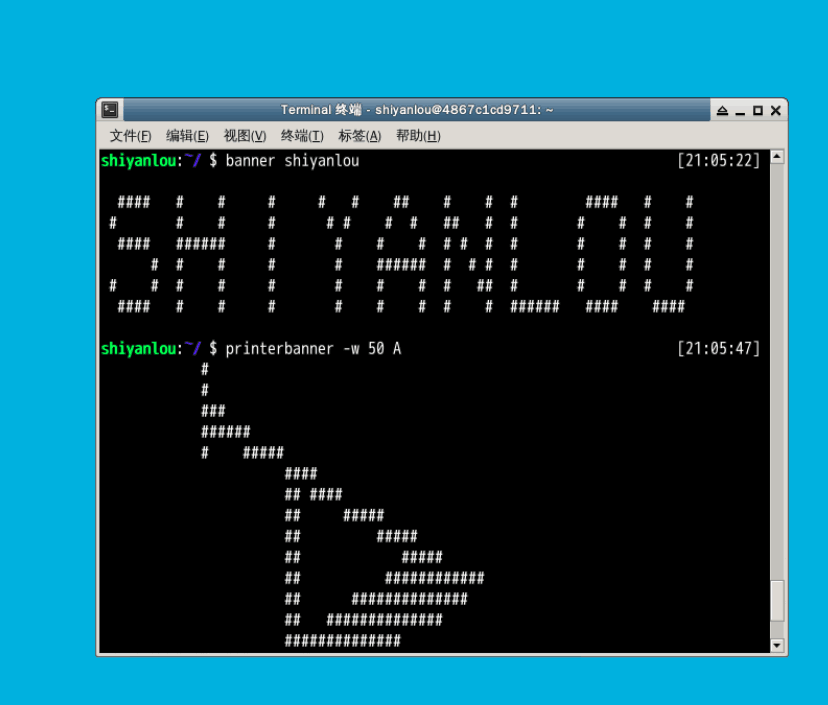 Terminal 终端 - shiyanlou@4867c1cd9711: ~
文件(F) 编辑(E) 视图(V) 终端(T) 标签(A) 帮助(H)
shiyanlou:~/ $ banner shiyanlou [21:05:22]
 ####   #    #     #     #   #    ##    #    # #        ####   #    #
#       #    #     #      # #    #  #   ##   # #       #    # #    #
 ####   ######     #       #    #    #  # #  # #       #    # #    #
     #  #    #     #       #    ######  #  # # #       #    # #    #
#    #  #    #     #       #    #    #  #   ## #       #    # #    #
 ####   #    #     #       #    #    #  #    # ######   ####   ####
shiyanlou:~/ $ printerbanner -w 50 A [21:05:47]
            #
            #
            ###
            ######
            #    #####
                      ####
                      ## ####
                      ##     #####
                      ##         #####
                      ##            #####
                      ##          ############
                      ##      ##############
                      ##   ##############
                      ##############